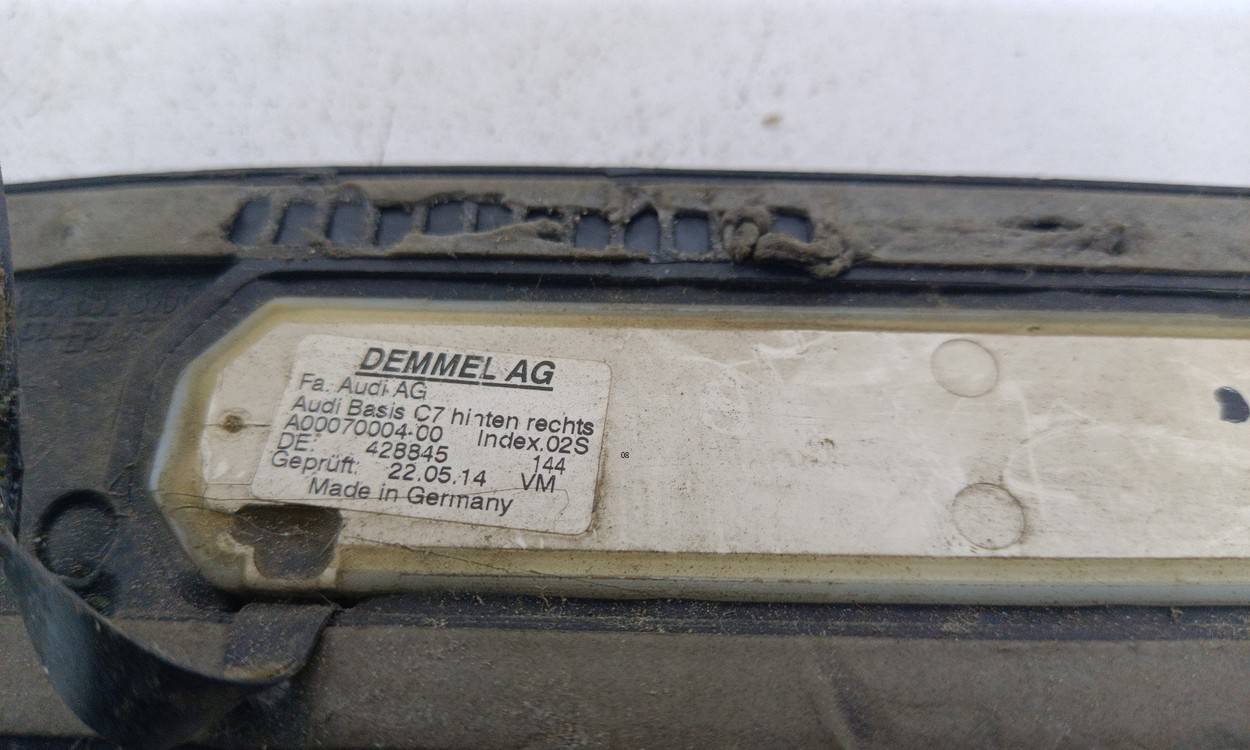 DEMMEL AG
Fa. Audi AG
Audi Basis C7 hinten rechts
A00070004-00 Index.02S
DE: 428845 144
Geprüft: 22.05.14 VM
Made in Germany
08